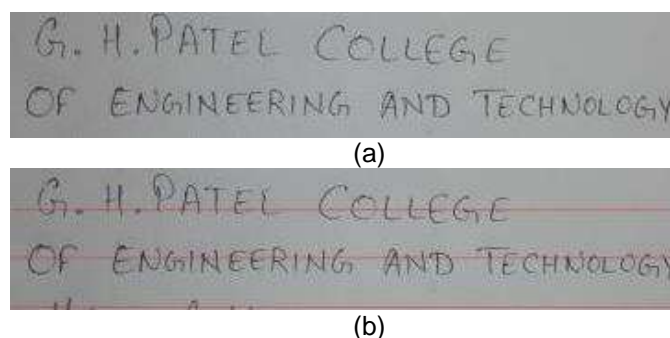 G. H. PATEL COLLEGE
OF ENGINEERING AND TECHNOLOGY
(a)
G. H. PATEL COLLEGE
OF ENGINEERING AND TECHNOLOGY
(b)